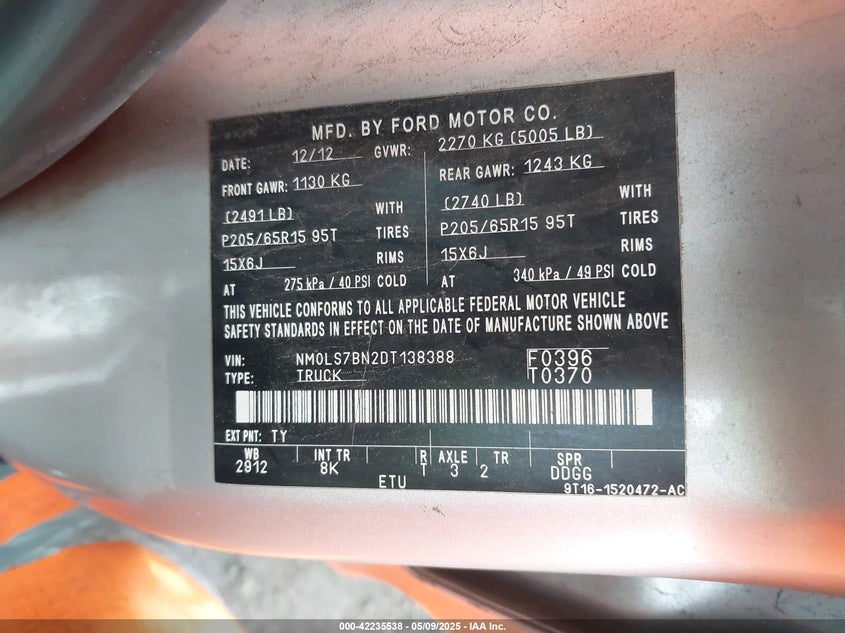 MFD. BY FORD MOTOR CO.
DATE: 12/12 GVWR: 2270 KG (5005 LB)
FRONT GAWR: 1130 KG REAR GAWR: 1243 KG
(2491 LB) WITH (2740 LB) WITH
P205/65R15 95T TIRES P205/65R15 95T TIRES
15X6J RIMS 15X6J RIMS
AT 275 kPa / 40 PSI COLD AT 340 kPa / 49 PSI COLD
THIS VEHICLE CONFORMS TO ALL APPLICABLE FEDERAL MOTOR VEHICLE
SAFETY STANDARDS IN EFFECT ON THE DATE OF MANUFACTURE SHOWN ABOVE
VIN: NM0LS7BN2DT138388 F0396
TYPE: TRUCK T0370
EXT PNT: TY
WB INT TR R AXLE TR SPR
2912 8K T 3 2 DDGG
ETU 9T16-1520472-AC
000-42235538 - 05/09/2025 - IAA Inc.